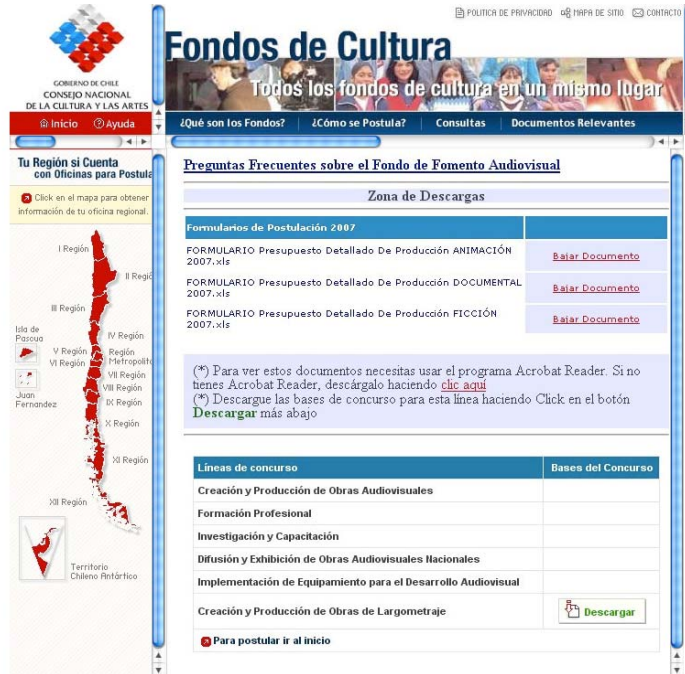 POLITICA DE PRIVACIDAD
MAPA DE SITIO
CONTACTO
GOBIERNO DE CHILE
CONSEJO NACIONAL
DE LA CULTURA Y LAS ARTES
Fondos de Cultura
Todos los fondos de cultura en un mismo lugar
Inicio
Ayuda
¿Qué son los Fondos?
¿Cómo se Postula?
Consultas
Documentos Relevantes
Tu Región si Cuenta
con Oficinas para Postula
Click en el mapa para obtener
información de tu oficina regional.
I Región
II Regió
III Región
Isla de
Pascua
IV Región
V Región
Región
Metropolit
VI Región
VII Región
VIII Región
Juan
Fernandez
IX Región
X Región
XI Región
XII Región
Territorio
Chileno Antártico
Preguntas Frecuentes sobre el Fondo de Fomento Audiovisual
Zona de Descargas
Formularios de Postulación 2007
FORMULARIO Presupuesto Detallado De Producción ANIMACIÓN
2007.xls
Bajar Documento
FORMULARIO Presupuesto Detallado De Producción DOCUMENTAL
2007.xls
Bajar Documento
FORMULARIO Presupuesto Detallado De Producción FICCIÓN
2007.xls
Bajar Documento
(*) Para ver estos documentos necesitas usar el programa Acrobat Reader. Si no
tienes Acrobat Reader, descárgalo haciendo clic aquí
(*) Descargue las bases de concurso para esta línea haciendo Click en el botón
Descargar más abajo
Líneas de concurso
Bases del Concurso
Creación y Producción de Obras Audiovisuales
Formación Profesional
Investigación y Capacitación
Difusión y Exhibición de Obras Audiovisuales Nacionales
Implementación de Equipamiento para el Desarrollo Audiovisual
Creación y Producción de Obras de Largometraje
Descargar
Para postular ir al inicio